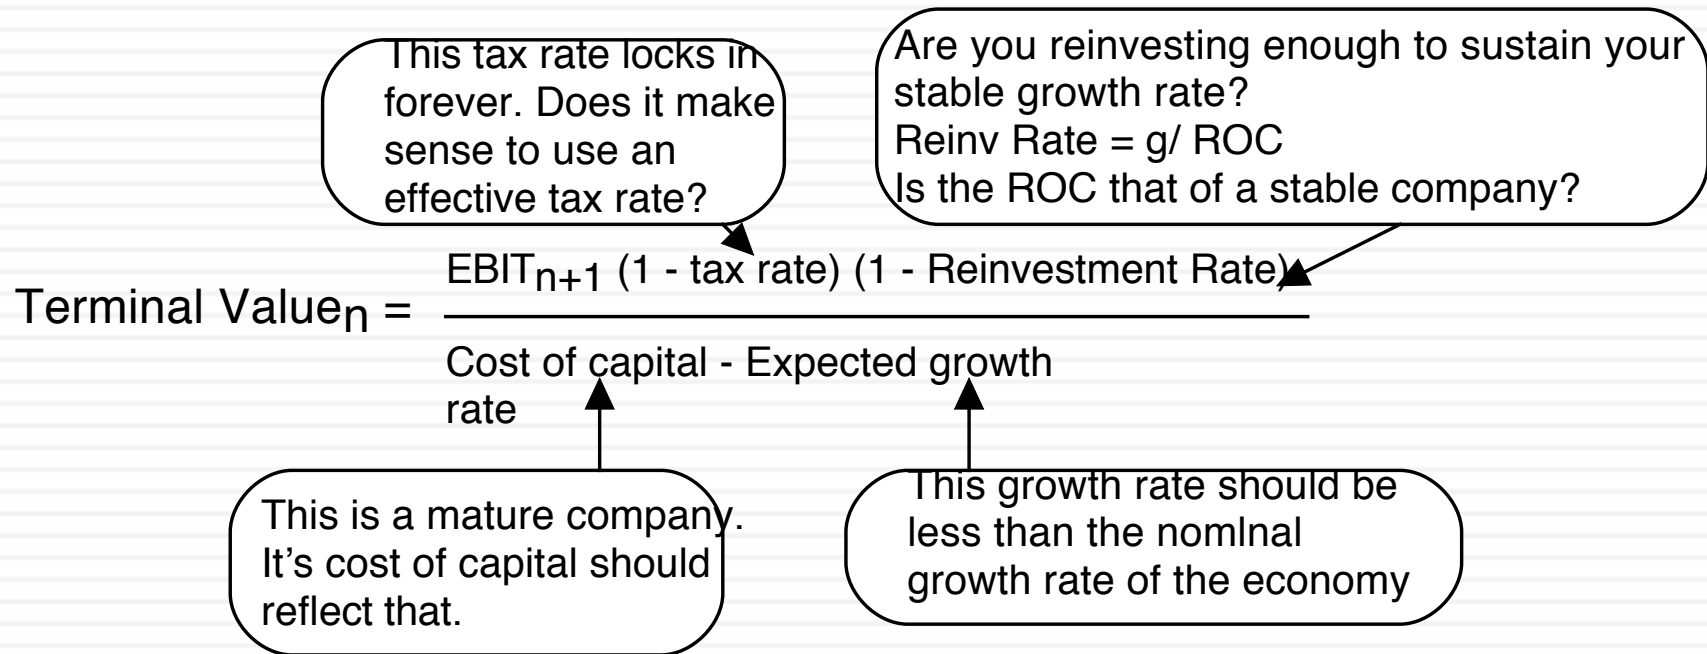 This tax rate locks in
forever. Does it make
sense to use an
effective tax rate?
Are you reinvesting enough to sustain your
stable growth rate?
Reinv Rate = g/ ROC
Is the ROC that of a stable company?
Terminal Valuen =
EBITn+1 (1 - tax rate) (1 - Reinvestment Rate)
Cost of capital - Expected growth
rate
This is a mature company.
It’s cost of capital should
reflect that.
This growth rate should be
less than the nomlnal
growth rate of the economy